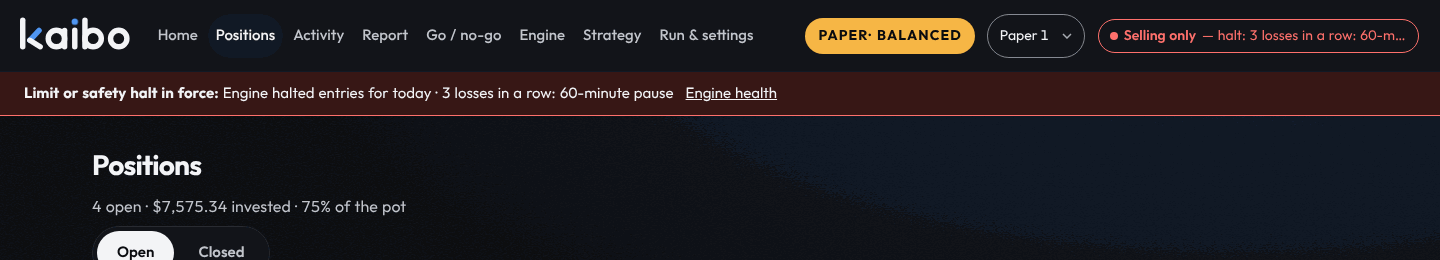 kaibo Home Positions Activity Report Go / no-go Engine Strategy Run & settings PAPER· BALANCED Paper 1 Selling only — halt: 3 losses in a row: 60-m...
Limit or safety halt in force: Engine halted entries for today · 3 losses in a row: 60-minute pause Engine health
Positions
4 open · $7,575.34 invested · 75% of the pot
Open Closed